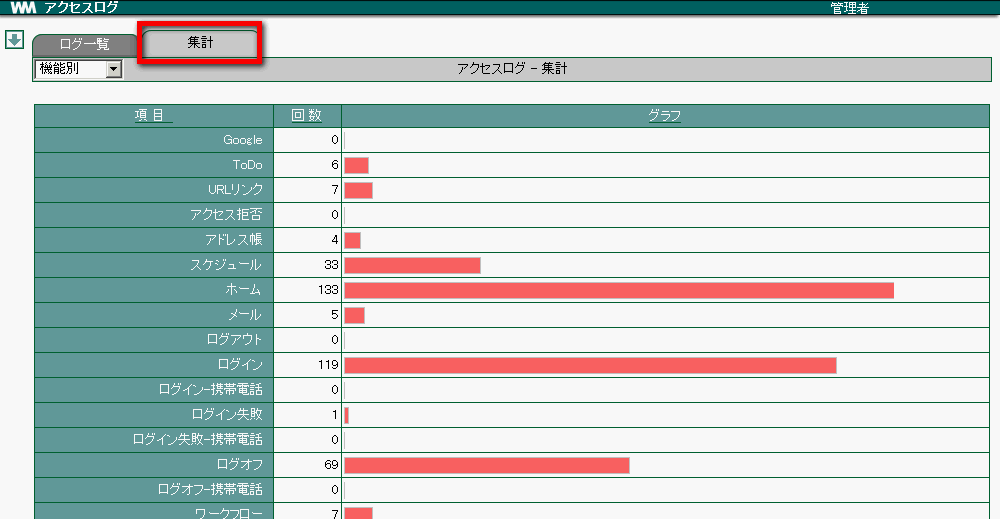 WM アクセスログ 管理者
ログ一覧 集計
機能別 アクセスログ - 集計
項目 回数 グラフ
Google 0
ToDo 6
URLリンク 7
アクセス拒否 0
アドレス帳 4
スケジュール 33
ホーム 133
メール 5
ログアウト 0
ログイン 119
ログイン-携帯電話 0
ログイン失敗 1
ログイン失敗-携帯電話 0
ログオフ 69
ログオフ-携帯電話 0
ワークフロー 7